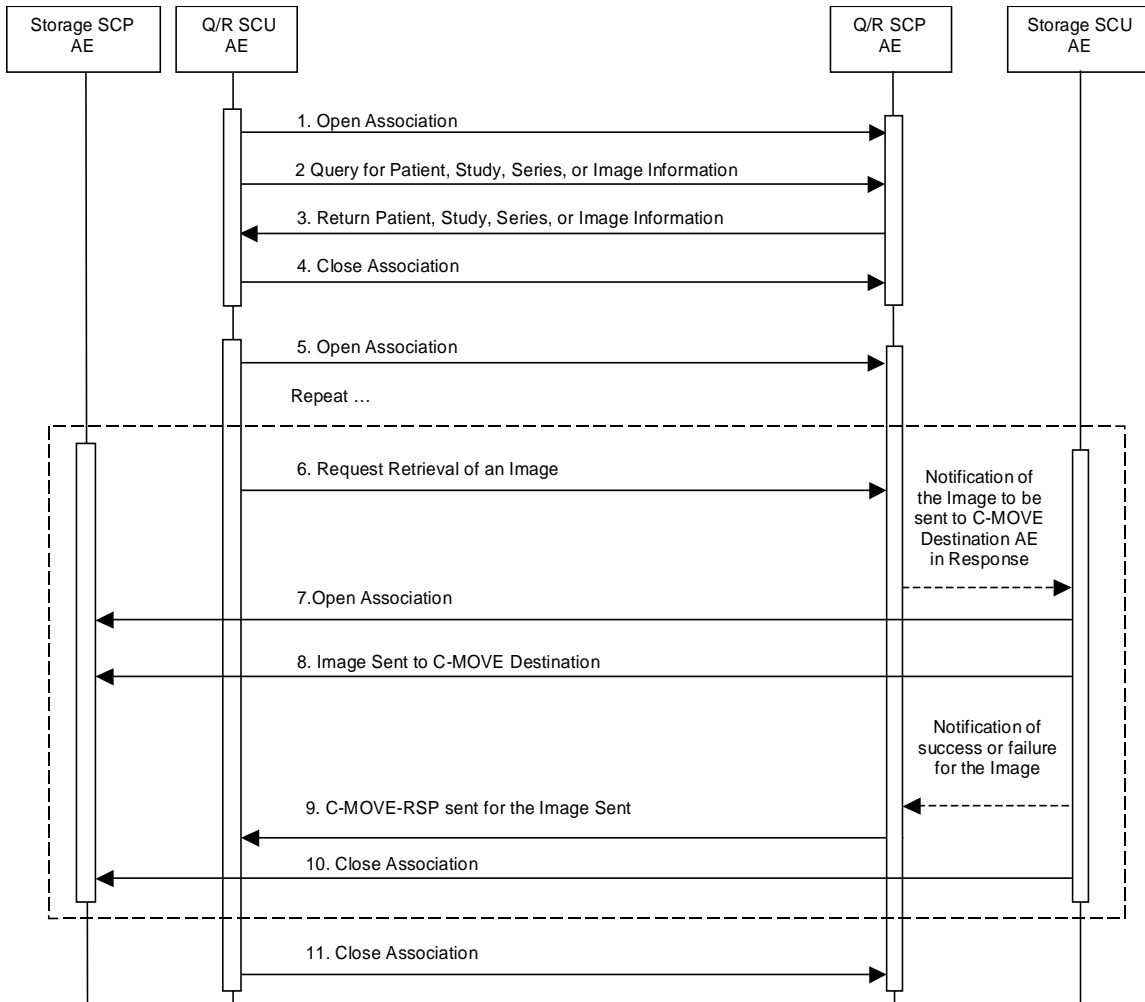 Storage SCP
AE
Q/R SCU
AE
Q/R SCP
AE
Storage SCU
AE
1. Open Association
2 Query for Patient, Study, Series, or Image Information
3. Return Patient, Study, Series, or Image Information
4. Close Association
5. Open Association
Repeat …
6. Request Retrieval of an Image
Notification of
the Image to be
sent to C-MOVE
Destination AE
in Response
7.Open Association
8. Image Sent to C-MOVE Destination
Notification of
success or failure
for the Image
9. C-MOVE-RSP sent for the Image Sent
10. Close Association
11. Close Association